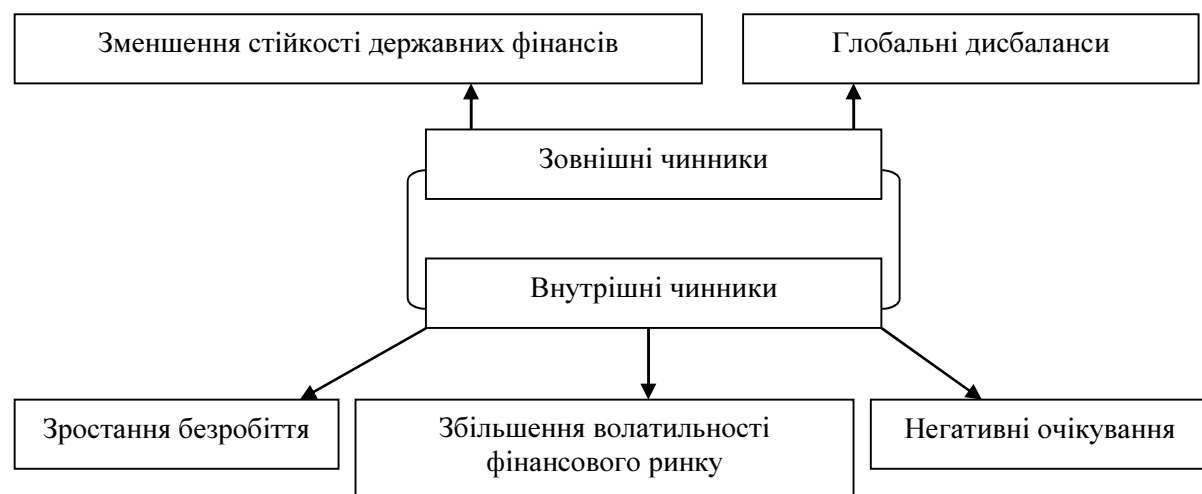 Зменшення стійкості державних фінансів
Глобальні дисбаланси
Зовнішні чинники
Внутрішні чинники
Зростання безробіття
Збільшення волатильності
фінансового ринку
Негативні очікування